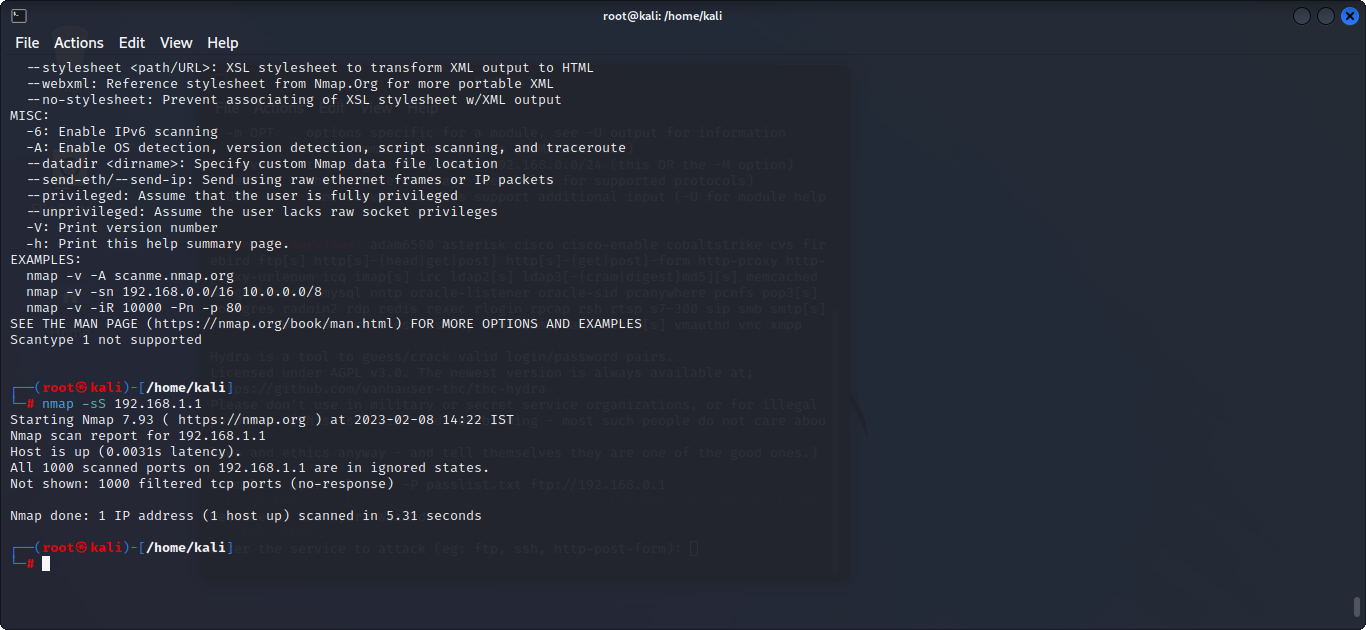 root@kali: /home/kali
File Actions Edit View Help
--stylesheet <path/URL>: XSL stylesheet to transform XML output to HTML
--webxml: Reference stylesheet from Nmap.Org for more portable XML
--no-stylesheet: Prevent associating of XSL stylesheet w/XML output
MISC:
-6: Enable IPv6 scanning
-A: Enable OS detection, version detection, script scanning, and traceroute
--datadir <dirname>: Specify custom Nmap data file location
--send-eth/--send-ip: Send using raw ethernet frames or IP packets
--privileged: Assume that the user is fully privileged
--unprivileged: Assume the user lacks raw socket privileges
-V: Print version number
-h: Print this help summary page.
EXAMPLES:
nmap -v -A scanme.nmap.org
nmap -v -sn 192.168.0.0/16 10.0.0.0/8
nmap -v -iR 10000 -Pn -p 80
SEE THE MAN PAGE (https://nmap.org/book/man.html) FOR MORE OPTIONS AND EXAMPLES
Scantype 1 not supported
┌──(root㉿kali)-[/home/kali]
└─# nmap -sS 192.168.1.1
Starting Nmap 7.93 ( https://nmap.org ) at 2023-02-08 14:22 IST
Nmap scan report for 192.168.1.1
Host is up (0.0031s latency).
All 1000 scanned ports on 192.168.1.1 are in ignored states.
Not shown: 1000 filtered tcp ports (no-response)
Nmap done: 1 IP address (1 host up) scanned in 5.31 seconds
┌──(root㉿kali)-[/home/kali]
└─#